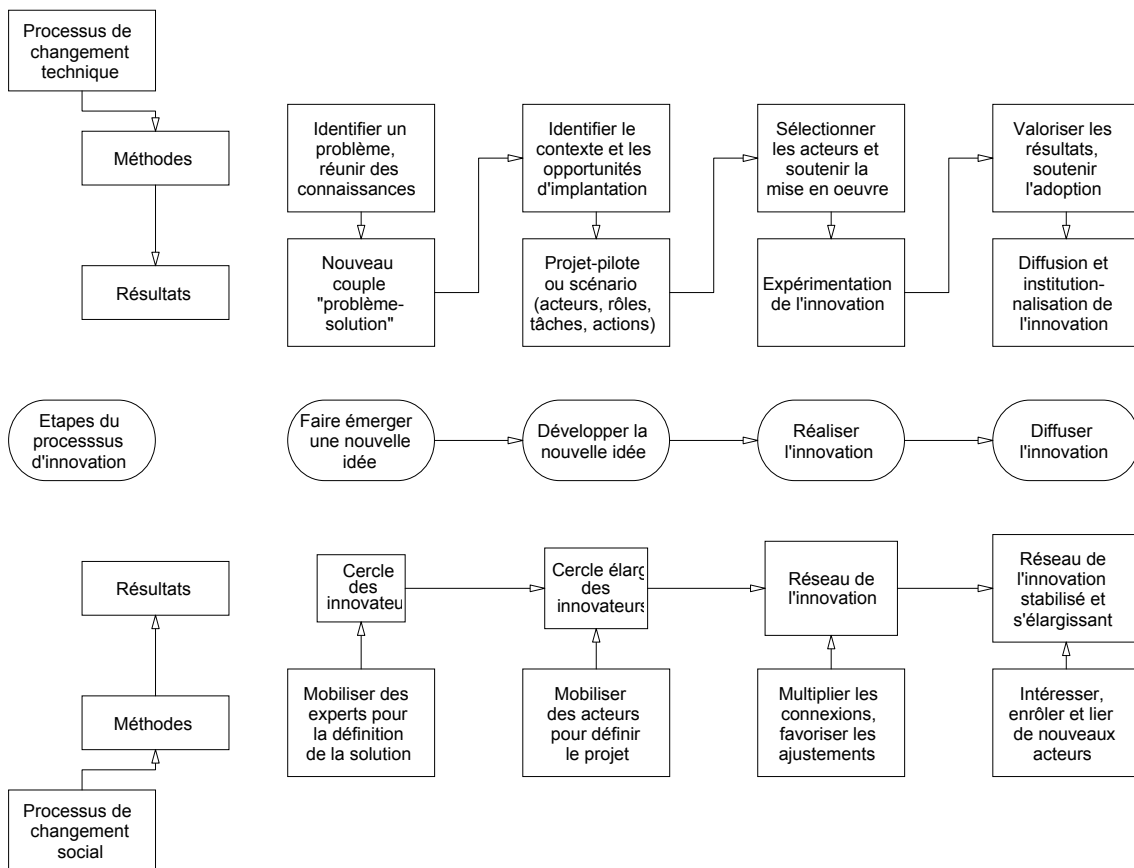 Processus de
changement
technique
Méthodes
Résultats
Identifier un
problème,
réunir des
connaissances
Nouveau
couple
"problème-
solution"
Identifier le
contexte et les
opportunités
d'implantation
Projet-pilote
ou scénario
(acteurs, rôles,
tâches, actions)
Sélectionner
les acteurs et
soutenir la
mise en oeuvre
Expérimentation
de l'innovation
Valoriser les
résultats,
soutenir
l'adoption
Diffusion et
institution-
nalisation de
l'innovation
Etapes du
processsus
d'innovation
Faire émerger
une nouvelle
idée
Développer la
nouvelle idée
Réaliser
l'innovation
Diffuser
l'innovation
Résultats
Méthodes
Processus de
changement
social
Cercle
des
innovateu
Mobiliser des
experts pour
la définition
de la solution
Cercle élarg
des
innovateurs
Mobiliser
des acteurs
pour définir
le projet
Réseau de
l'innovation
Multiplier les
connexions,
favoriser les
ajustements
Réseau de
l'innovation
stabilisé et
s'élargissant
Intéresser,
enrôler et lier
de nouveaux
acteurs